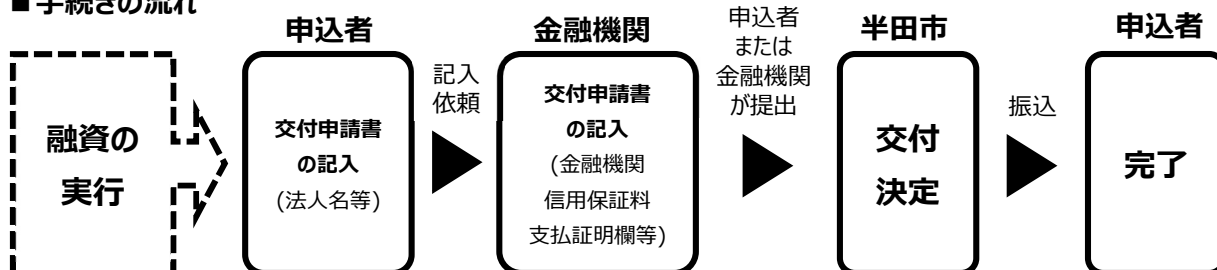 ■手続きの流れ
融資の
実行
申込者
交付申請書
の記入
(法人名等)
記入
依頼
金融機関
交付申請書
の記入
(金融機関
信用保証料
支払証明欄等)
申込者
または
金融機関
が提出
半田市
交付
決定
振込
申込者
完了